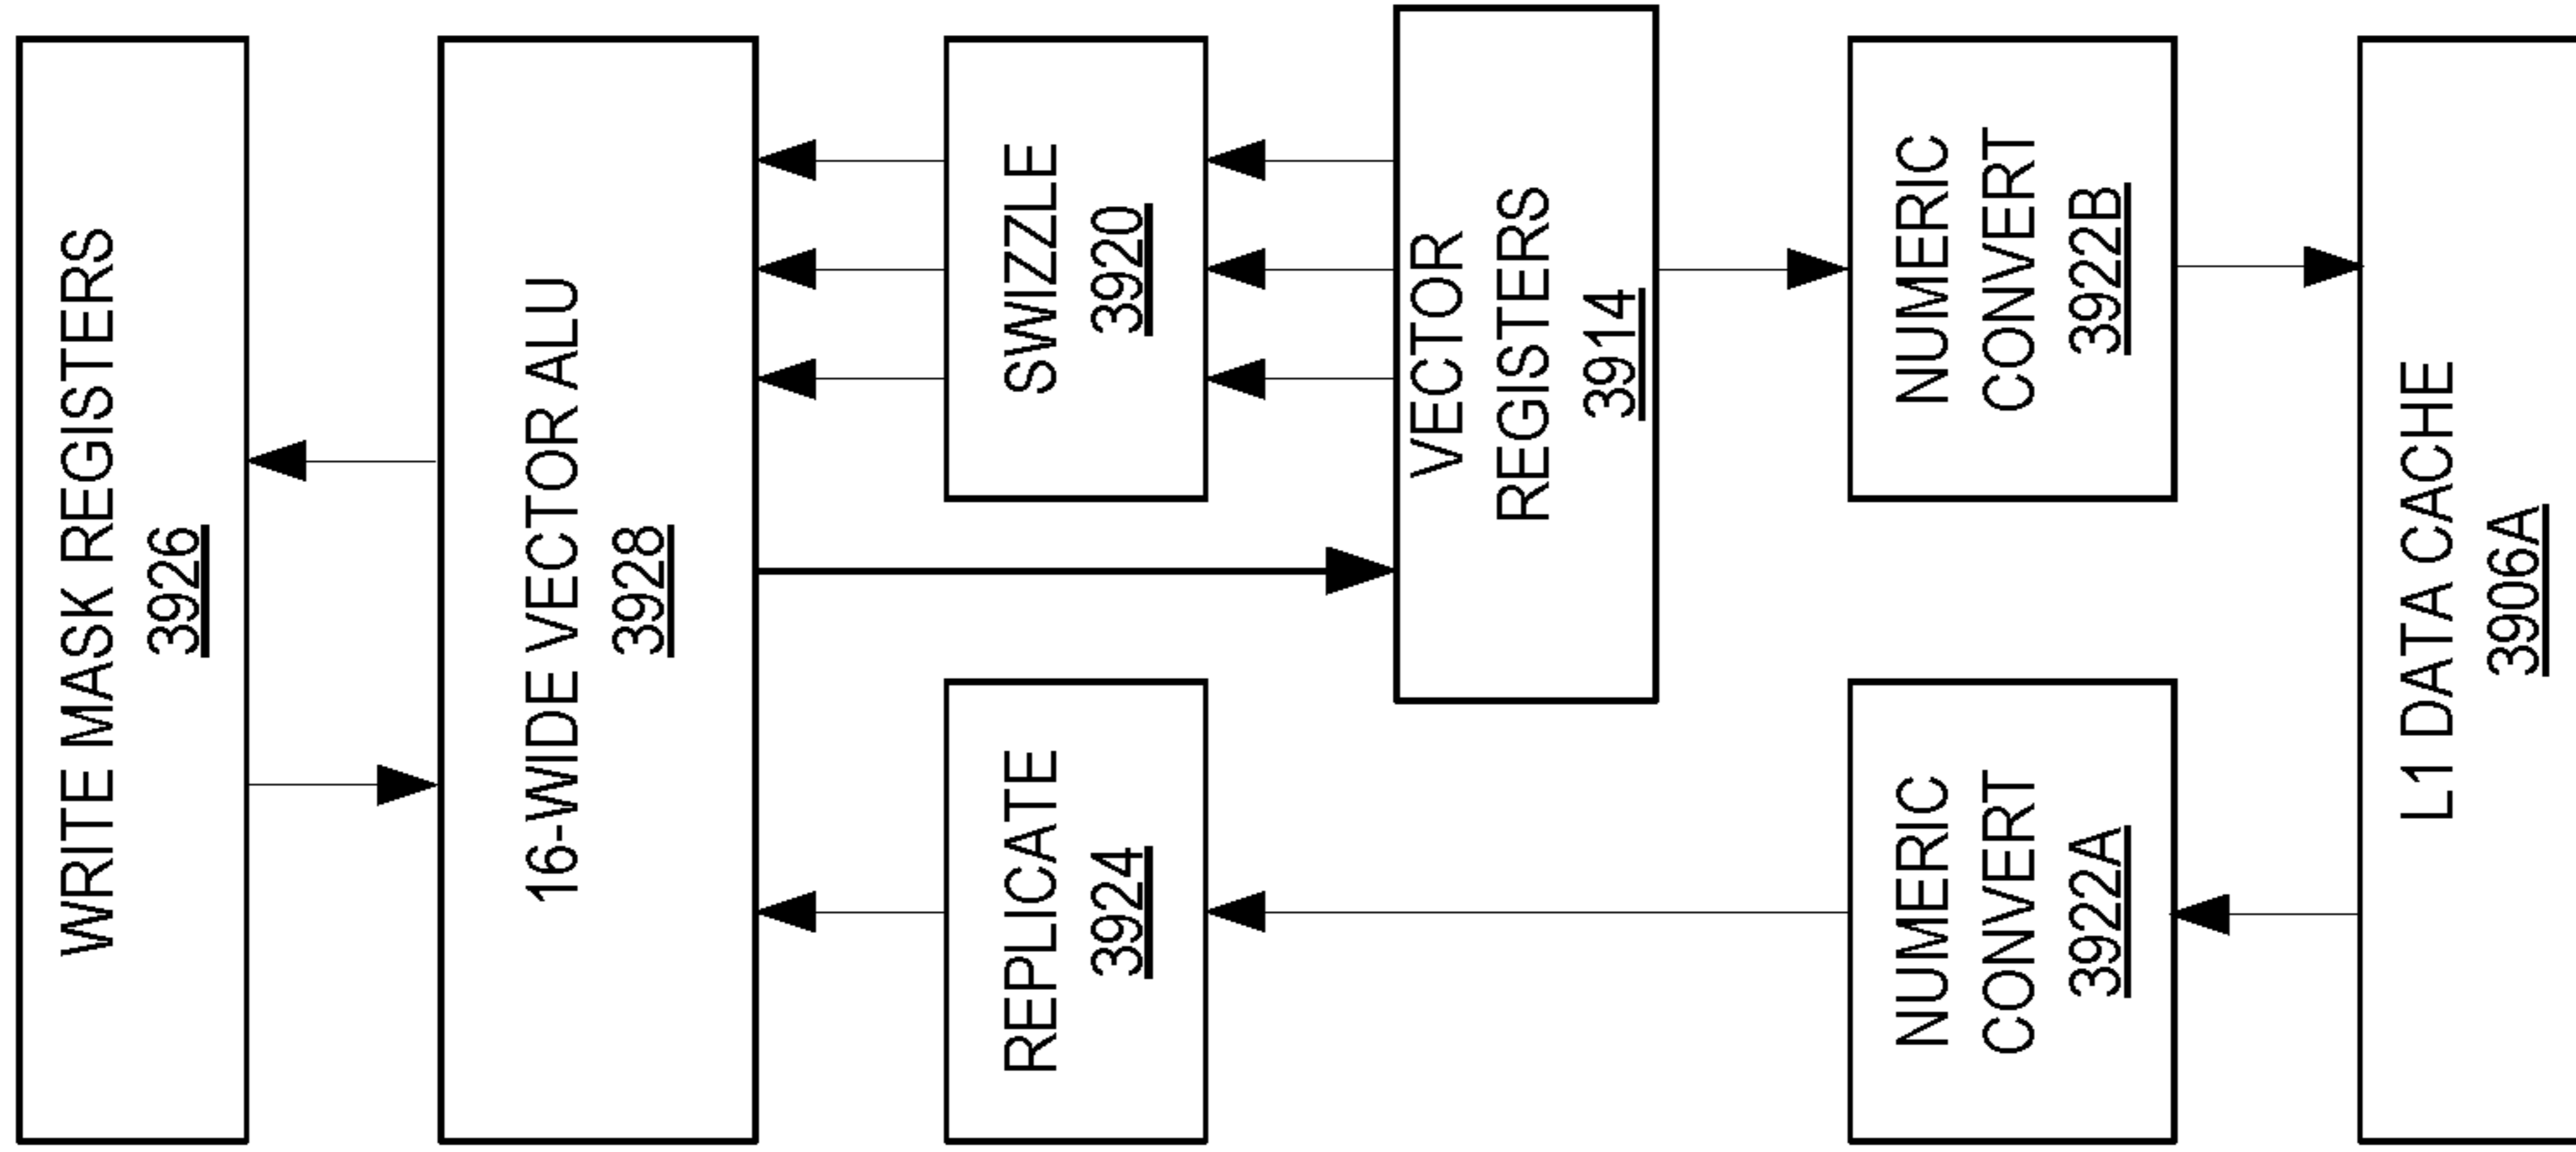 WRITE MASK REGISTERS
3926
16-WIDE VECTOR ALU
3928
REPLICATE
3924
SWIZZLE
3920
VECTOR
REGISTERS
3914
NUMERIC
CONVERT
3922A
NUMERIC
CONVERT
3922B
L1 DATA CACHE
3906A